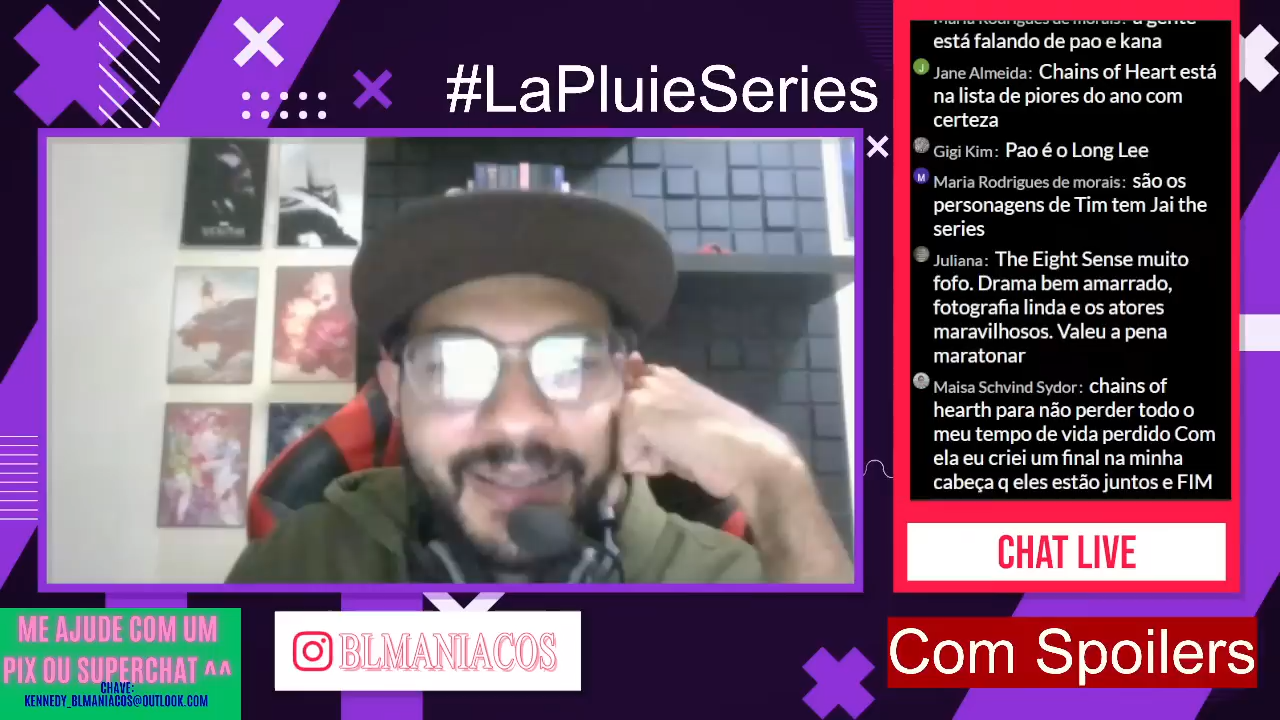 #LaPluieSeries
Maria Rodrigues de morais: a gente
está falando de pao e kana
Jane Almeida: Chains of Heart está
na lista de piores do ano com
certeza
Gigi Kim: Pao é o Long Lee
Maria Rodrigues de morais: são os
personagens de Tim tem Jai the
series
Juliana: The Eight Sense muito
fofo. Drama bem amarrado,
fotografia linda e os atores
maravilhosos. Valeu a pena
maratonar
Maisa Schvind Sydor: chains of
hearth para não perder todo o
meu tempo de vida perdido Com
ela eu criei um final na minha
cabeça q eles estão juntos e FIM
CHAT LIVE
ME AJUDE COM UM
PIX OU SUPERCHAT ^^
CHAVE:
KENNEDY_BLMANIACOS@OUTLOOK.COM
BLMANIACOS
Com Spoilers